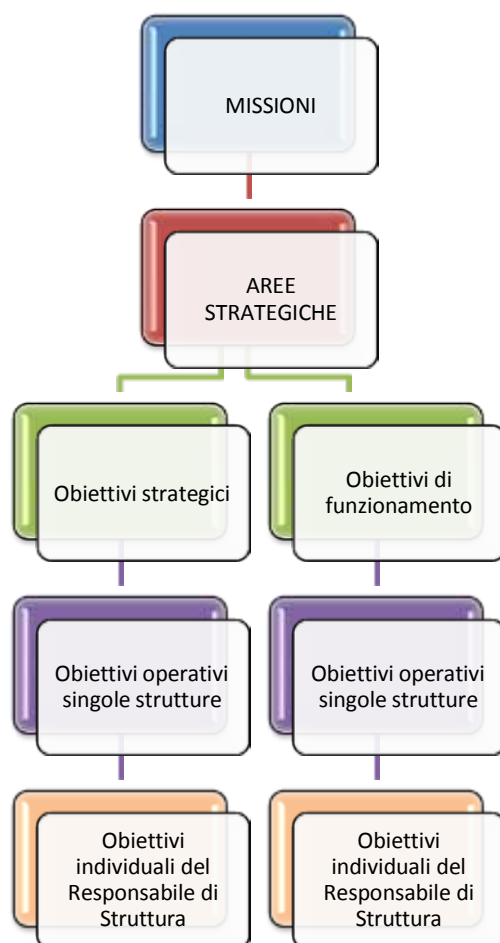 MISSIONI
AREE
STRATEGICHE
Obiettivi strategici
Obiettivi di
funzionamento
Obiettivi operativi
singole strutture
Obiettivi operativi
singole strutture
Obiettivi
individuali del
Responsabile di
Struttura
Obiettivi
individuali del
Responsabile di
Struttura